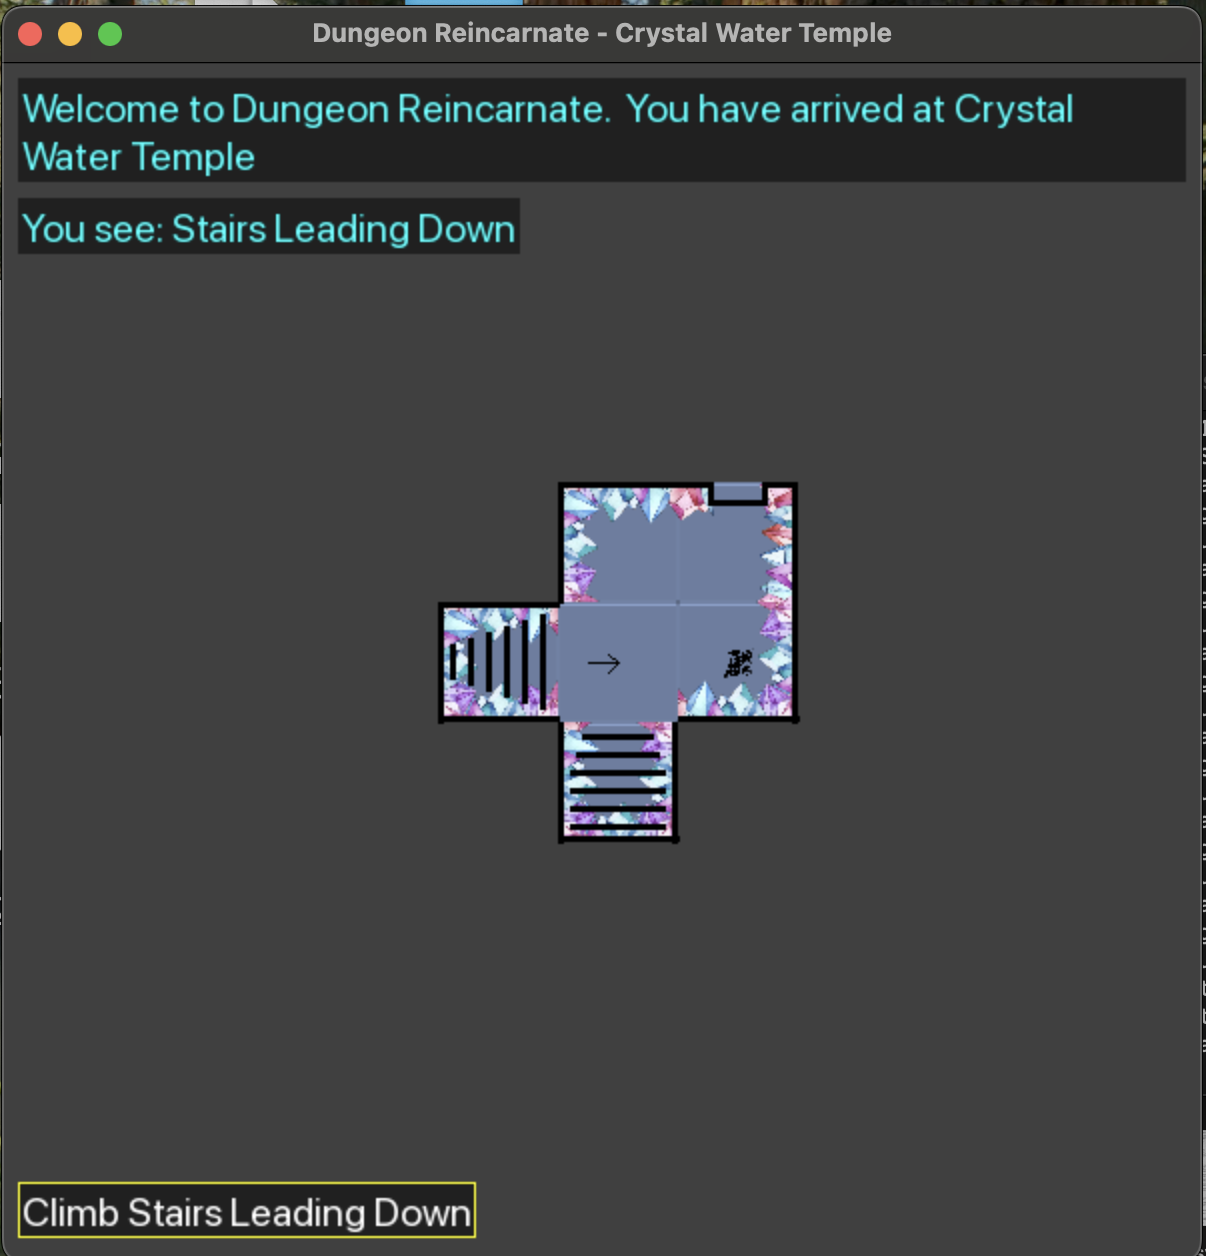 Dungeon Reincarnate - Crystal Water Temple
Welcome to Dungeon Reincarnate.  You have arrived at Crystal
Water Temple
You see: Stairs Leading Down
Climb Stairs Leading Down